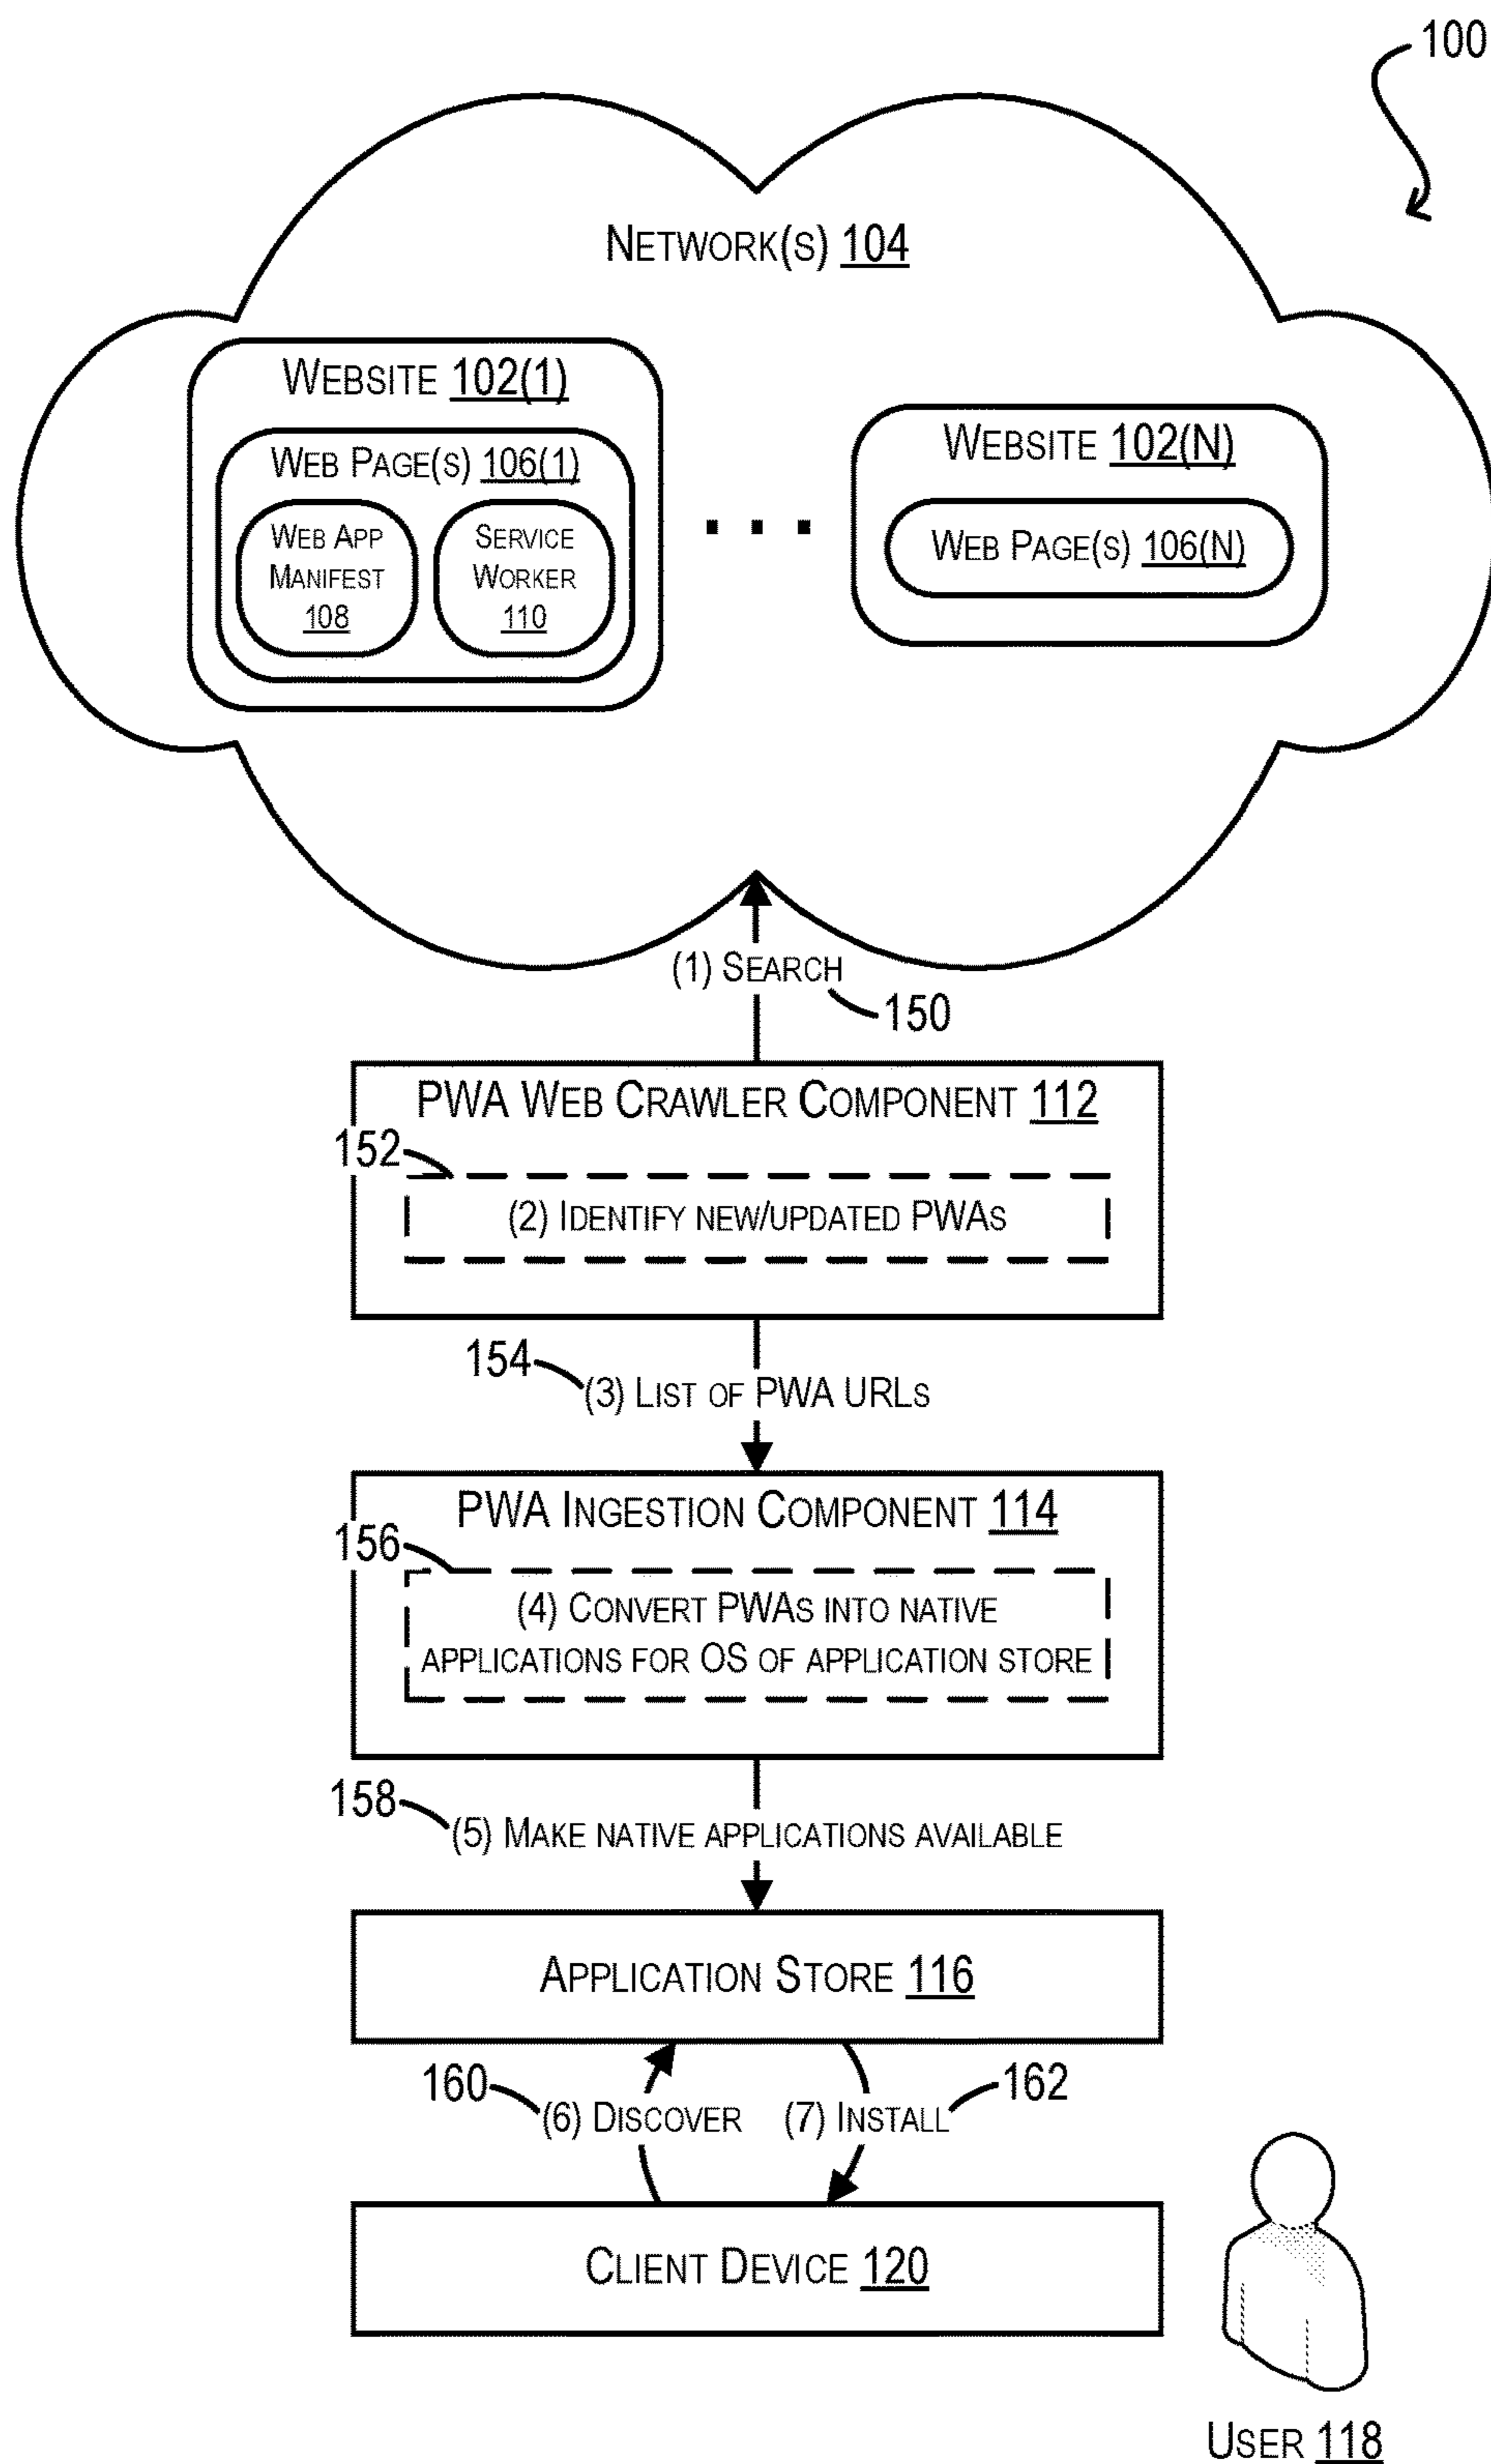 100
NETWORK(S) 104
WEBSITE 102(1)
WEB PAGE(S) 106(1)
WEB APP
MANIFEST
108
SERVICE
WORKER
110
. . .
WEBSITE 102(N)
WEB PAGE(S) 106(N)
(1) SEARCH
150
PWA WEB CRAWLER COMPONENT 112
152
(2) IDENTIFY NEW/UPDATED PWAS
154
(3) LIST OF PWA URLS
PWA INGESTION COMPONENT 114
156
(4) CONVERT PWAS INTO NATIVE
APPLICATIONS FOR OS OF APPLICATION STORE
158
(5) MAKE NATIVE APPLICATIONS AVAILABLE
APPLICATION STORE 116
160
(6) DISCOVER
(7) INSTALL
162
CLIENT DEVICE 120
USER 118